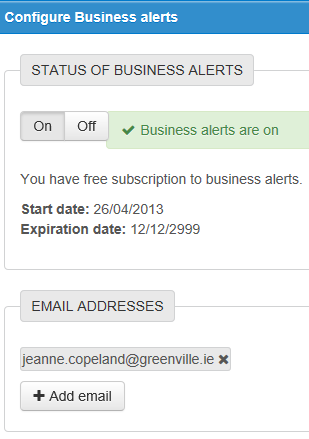 Configure Business alerts
STATUS OF BUSINESS ALERTS
On Off ✔ Business alerts are on
You have free subscription to business alerts.
Start date: 26/04/2013
Expiration date: 12/12/2999
EMAIL ADDRESSES
jeanne.copeland@greenville.ie ✖
✚ Add email